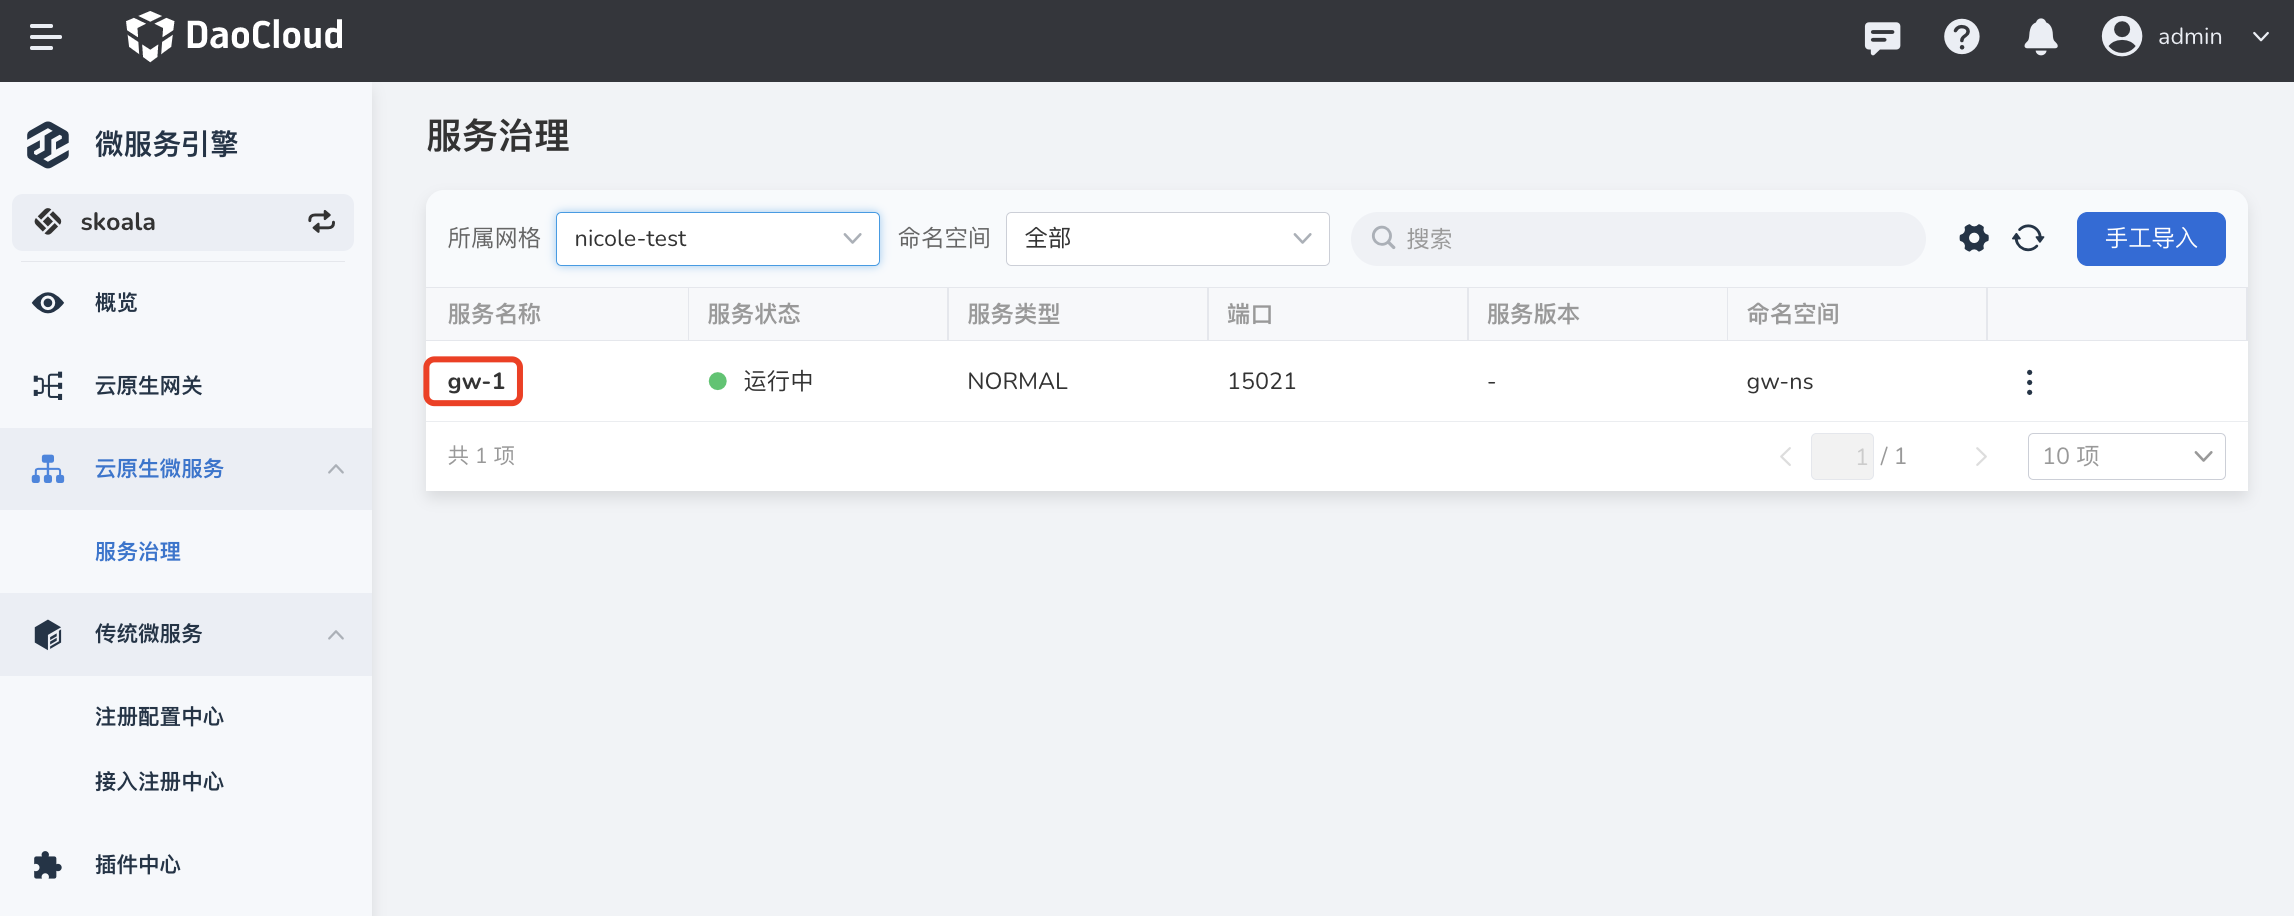 DaoCloud
admin
微服务引擎
skoala
概览
云原生网关
云原生微服务
服务治理
传统微服务
注册配置中心
接入注册中心
插件中心
服务治理
所属网格 nicole-test 命名空间 全部 搜索 手工导入
服务名称 服务状态 服务类型 端口 服务版本 命名空间
gw-1 运行中 NORMAL 15021 - gw-ns
共 1 项 1 / 1 10 项